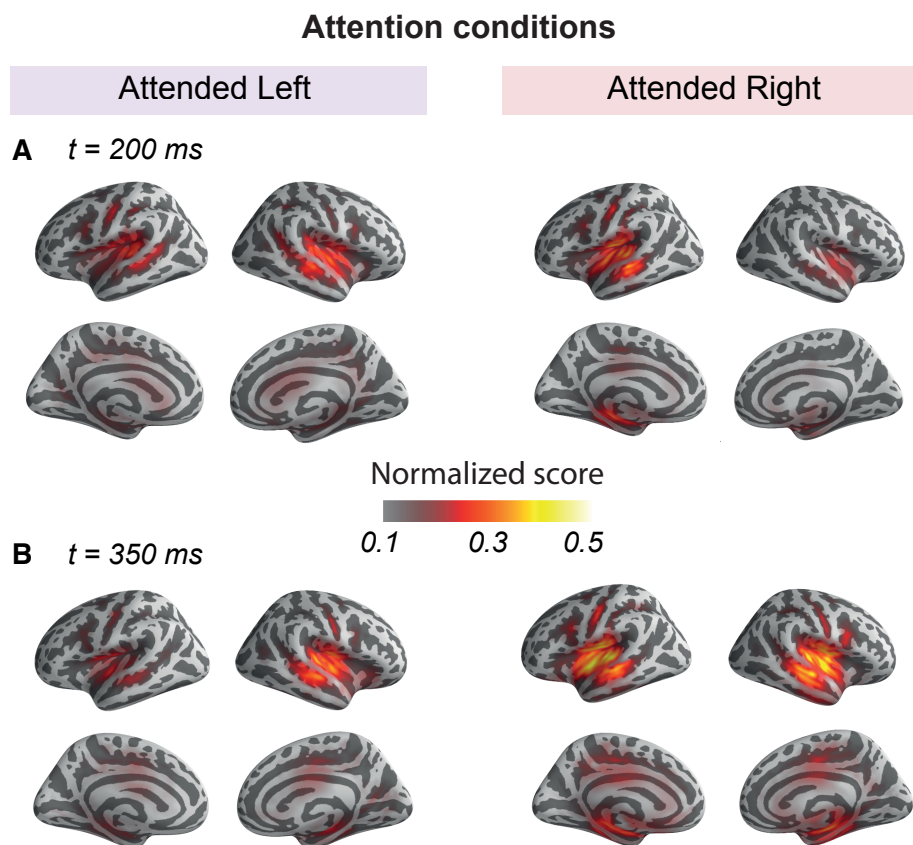 Attention conditions
Attended Left
Attended Right
A t = 200 ms
Normalized score
0.1 0.3 0.5
B t = 350 ms